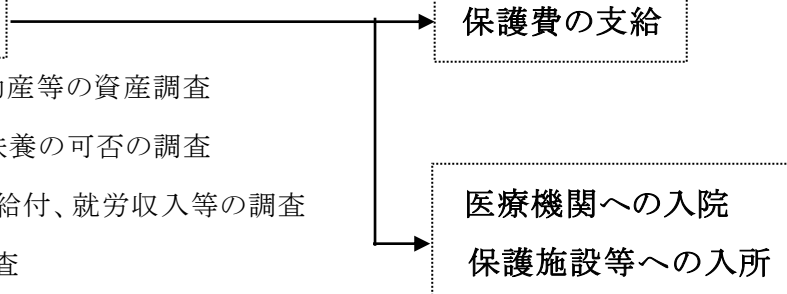 保護費の支給
産等の資産調査
養の可否の調査
給付、就労収入等の調査
査
医療機関への入院
保護施設等への入所